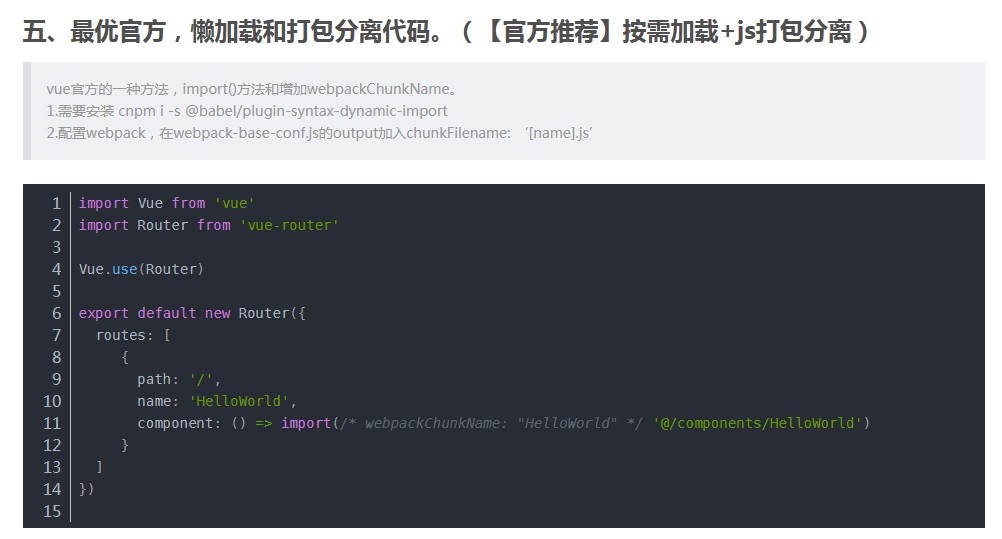 五、最优官方，懒加载和打包分离代码。（【官方推荐】按需加载+js打包分离）
vue官方的一种方法，import()方法和增加webpackChunkName。
1.需要安装 cnpm i -s @babel/plugin-syntax-dynamic-import
2.配置webpack，在webpack-base-conf.js的output加入chunkFilename: ‘[name].js’
1 import Vue from 'vue'
2 import Router from 'vue-router'
3
4 Vue.use(Router)
5
6 export default new Router({
7   routes: [
8      {
9        path: '/',
10        name: 'HelloWorld',
11        component: () => import(/* webpackChunkName: "HelloWorld" */ '@/components/HelloWorld')
12      }
13   ]
14 })
15